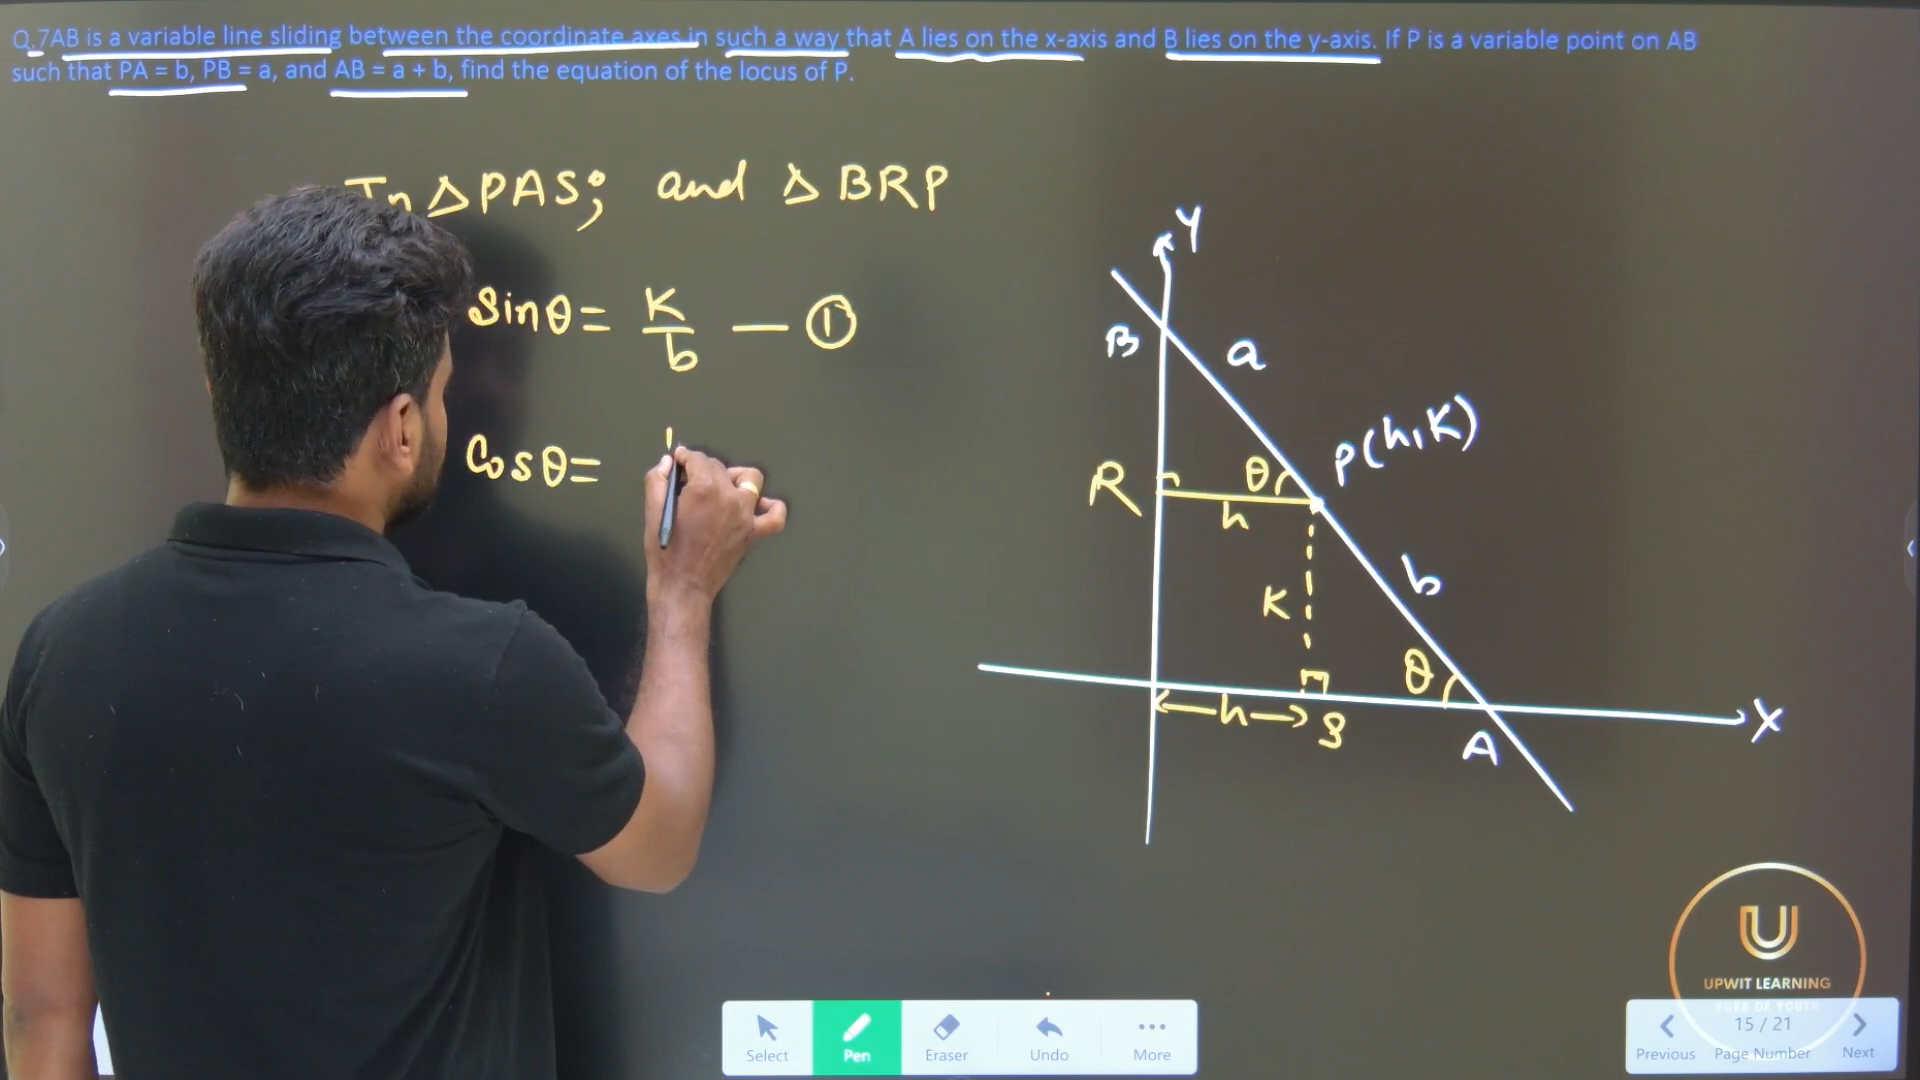 Q.7AB is a variable line sliding between the coordinate axes in such a way that A lies on the x-axis and B lies on the y-axis. If P is a variable point on AB
such that PA = b, PB = a, and AB = a + b, find the equation of the locus of P.
In △PAS; and △BRP
Sinθ = K/b — ①
Cosθ =
Y
B
a
P(h,K)
R
θ
h
K
b
θ
h
S
A
X
U
UPWIT LEARNING
Select
Pen
Eraser
Undo
More
15 / 21
Previous
Page Number
Next